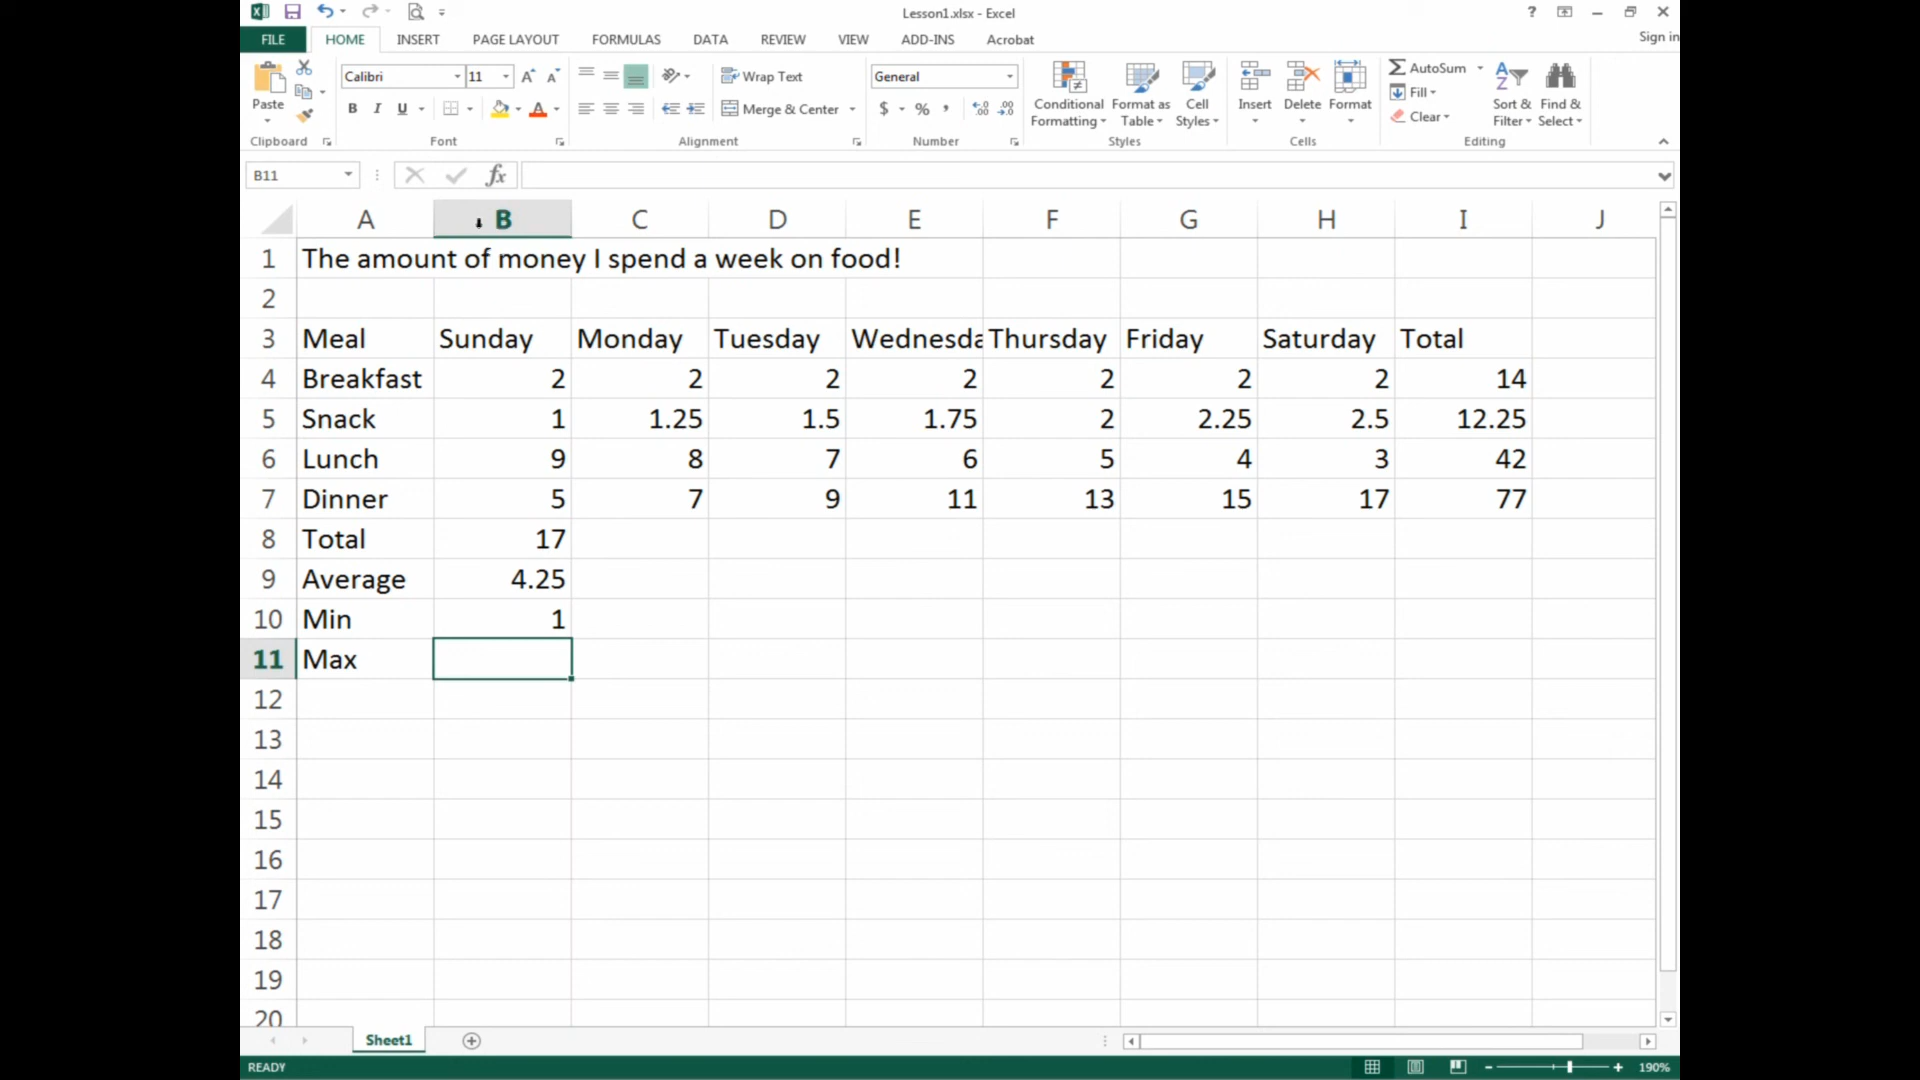 Lesson1.xlsx - Excel
?
Sign in
FILE HOME INSERT PAGE LAYOUT FORMULAS DATA REVIEW VIEW ADD-INS Acrobat
Paste
Clipboard
Calibri 11
A A
B I U A
Font
Wrap Text
Merge & Center
Alignment
General
$ % ,
Number
Conditional Formatting
Format as Table
Cell Styles
Styles
Insert Delete Format
Cells
AutoSum
Fill
Clear
Sort & Filter
Find & Select
Editing
B11 fx
A B C D E F G H I J
1 The amount of money I spend a week on food!
2
3 Meal Sunday Monday Tuesday Wednesda Thursday Friday Saturday Total
4 Breakfast 2 2 2 2 2 2 2 14
5 Snack 1 1.25 1.5 1.75 2 2.25 2.5 12.25
6 Lunch 9 8 7 6 5 4 3 42
7 Dinner 5 7 9 11 13 15 17 77
8 Total 17
9 Average 4.25
10 Min 1
11 Max
12
13
14
15
16
17
18
19
20
Sheet1
READY 190%